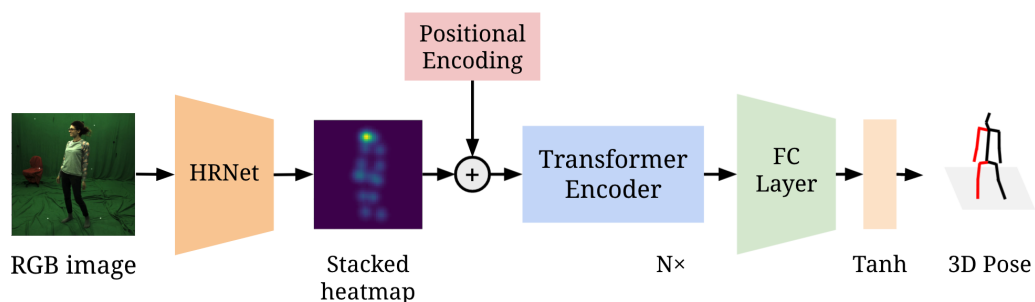 Positional
Encoding
HRNet
+
Transformer
Encoder
FC
Layer
RGB image
Stacked
heatmap
N×
Tanh
3D Pose